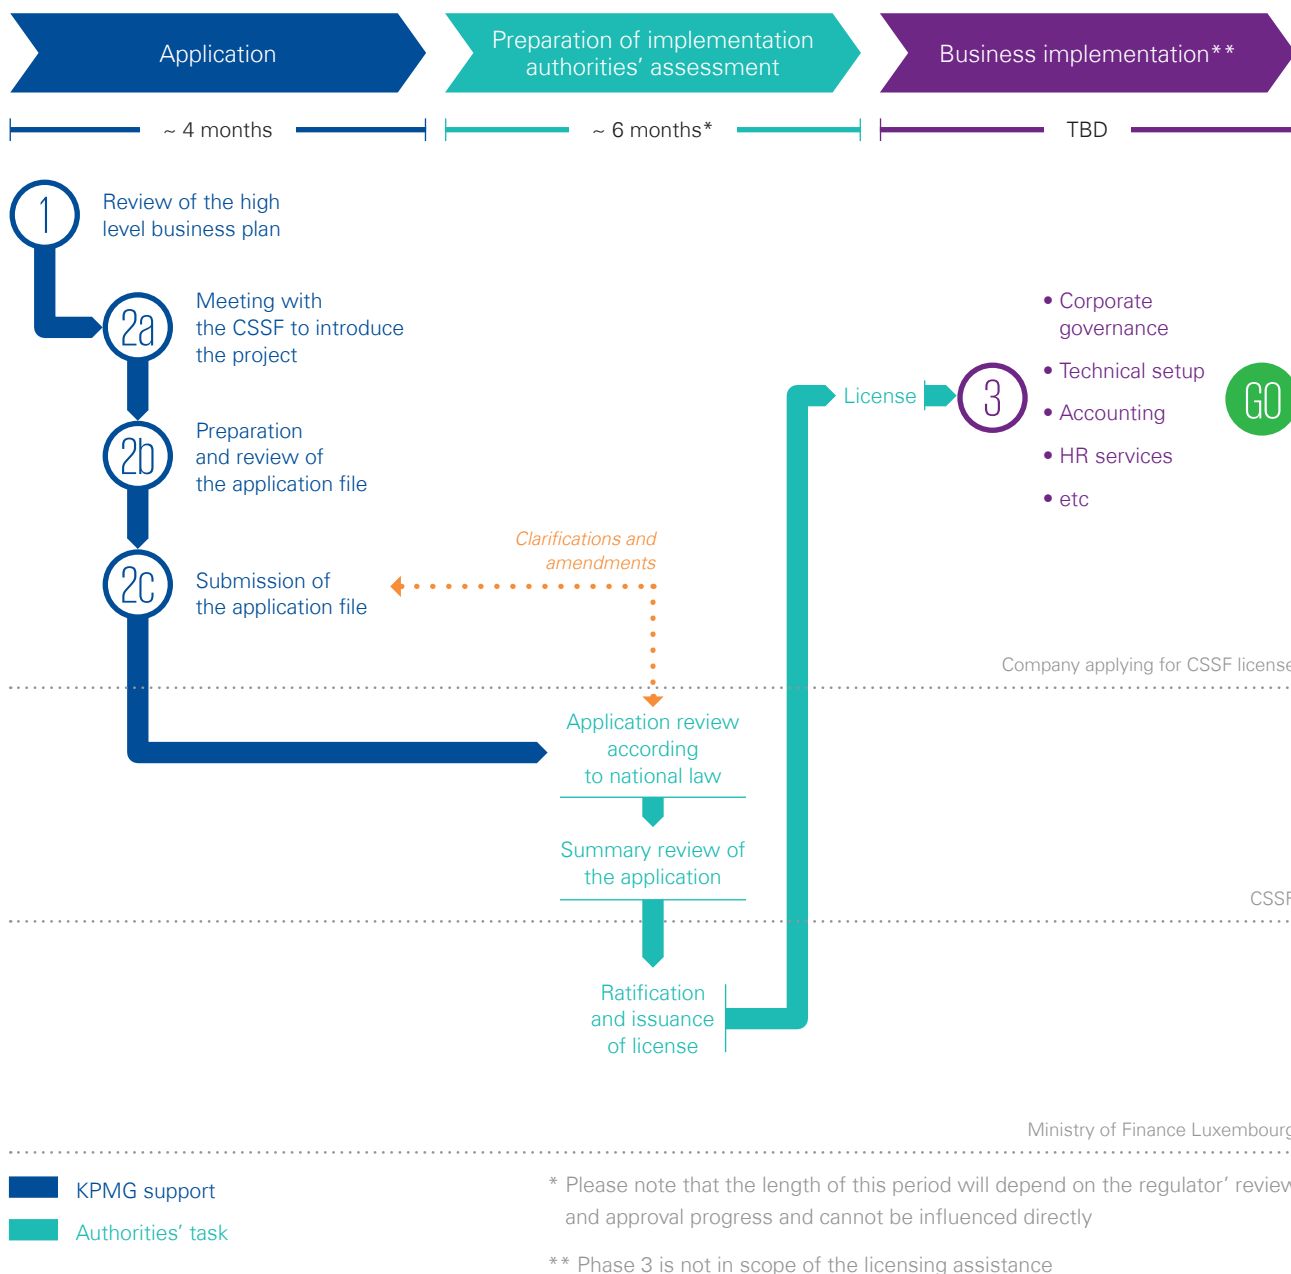 Application
Preparation of implementation
authorities’ assessment
Business implementation**
~ 4 months
~ 6 months*
TBD
1
Review of the high
level business plan
2a
Meeting with
the CSSF to introduce
the project
2b
Preparation
and review of
the application file
2c
Submission of
the application file
Clarifications and
amendments
License
3
• Corporate
governance
• Technical setup
• Accounting
• HR services
• etc
GO
Company applying for CSSF license
Application review
according
to national law
Summary review of
the application
CSSF
Ratification
and issuance
of license
Ministry of Finance Luxembourg
KPMG support
Authorities’ task
* Please note that the length of this period will depend on the regulator’ review
and approval progress and cannot be influenced directly
** Phase 3 is not in scope of the licensing assistance